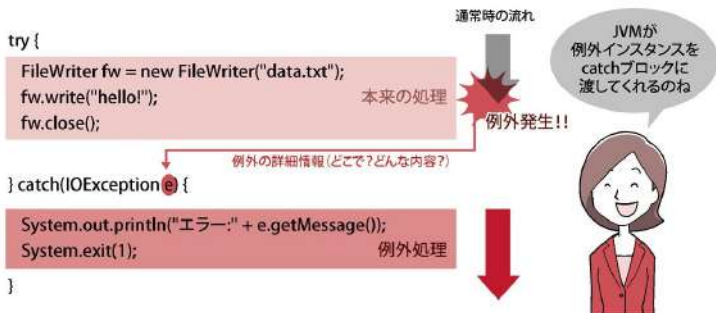 通常時の流れ
try {
FileWriter fw = new FileWriter("data.txt");
fw.write("hello!");
fw.close();
本来の処理
例外発生!!
例外の詳細情報(どこで?どんな内容?)
} catch(IOException e) {
System.out.println("エラー:" + e.getMessage());
System.exit(1);
例外処理
}
JVMが
例外インスタンスを
catchブロックに
渡してくれるのね